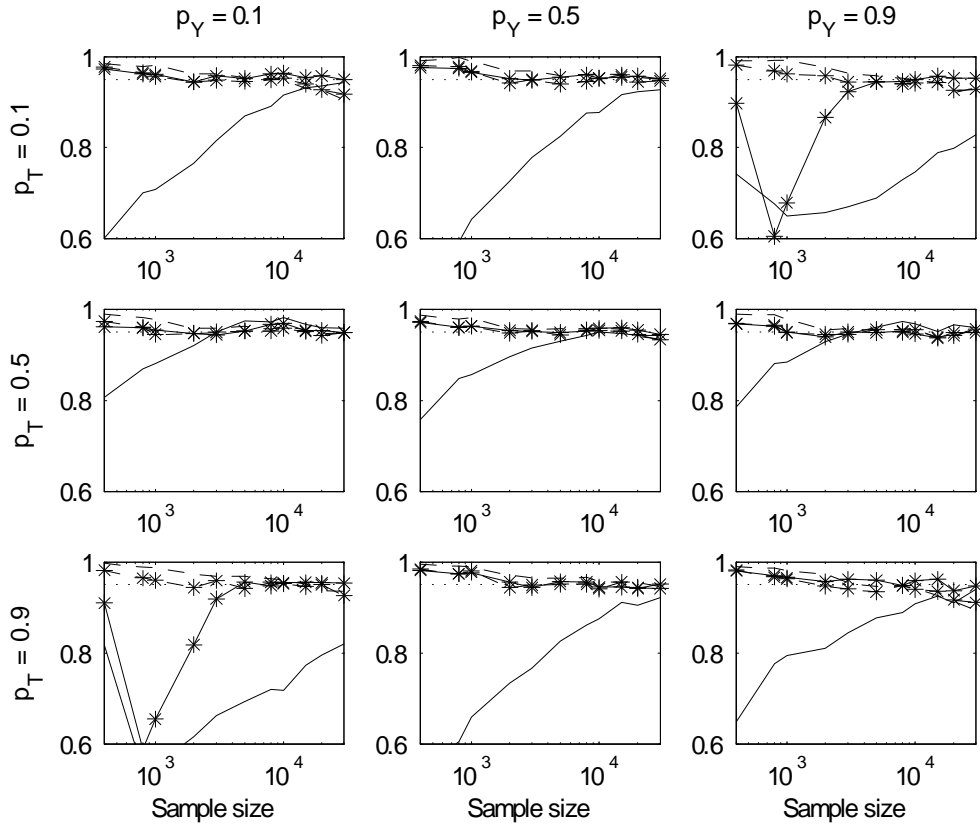 p_Y = 0.1 p_Y = 0.5 p_Y = 0.9
p_T = 0.1
1 1 1
0.8 0.8 0.8
0.6 0.6 0.6
10^3 10^4 10^3 10^4 10^3 10^4
p_T = 0.5
1 1 1
0.8 0.8 0.8
0.6 0.6 0.6
10^3 10^4 10^3 10^4 10^3 10^4
p_T = 0.9
1 1 1
0.8 0.8 0.8
0.6 0.6 0.6
10^3 10^4 10^3 10^4 10^3 10^4
Sample size Sample size Sample size